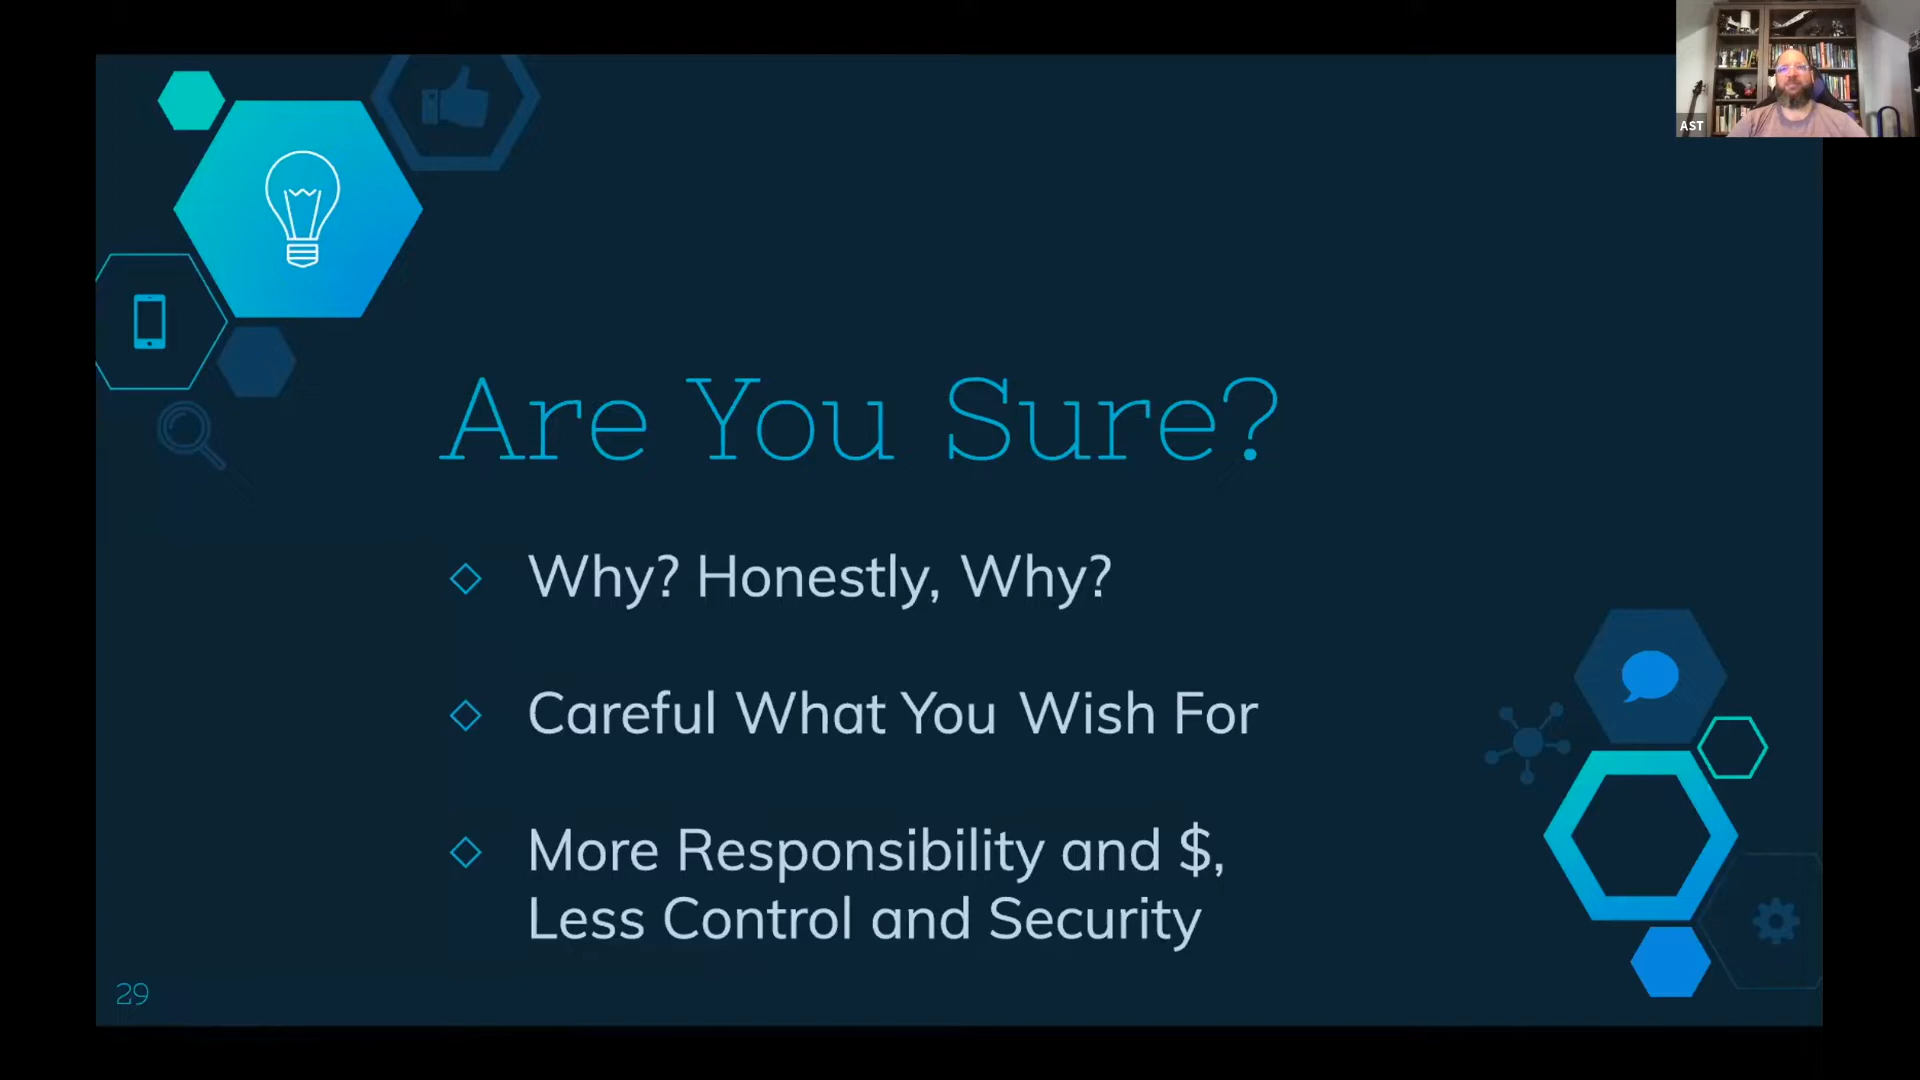 AST
Are You Sure?
Why? Honestly, Why?
Careful What You Wish For
More Responsibility and $,
Less Control and Security
29